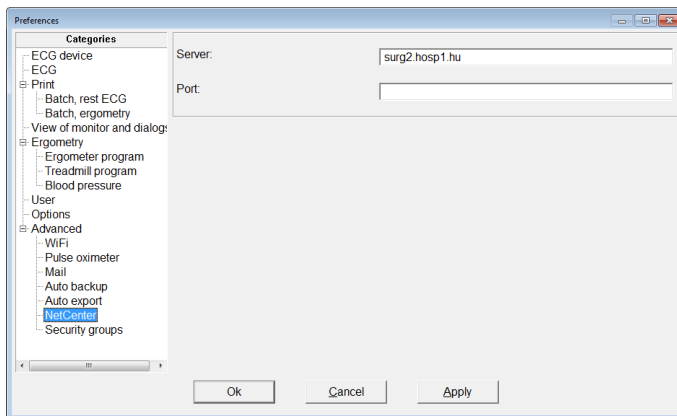 Preferences
Categories
ECG device
ECG
Print
Batch, rest ECG
Batch, ergometry
View of monitor and dialogs
Ergometry
Ergometer program
Treadmill program
Blood pressure
User
Options
Advanced
WiFi
Pulse oximeter
Mail
Auto backup
Auto export
NetCenter
Security groups
Server:
surg2.hosp1.hu
Port:
Ok
Cancel
Apply